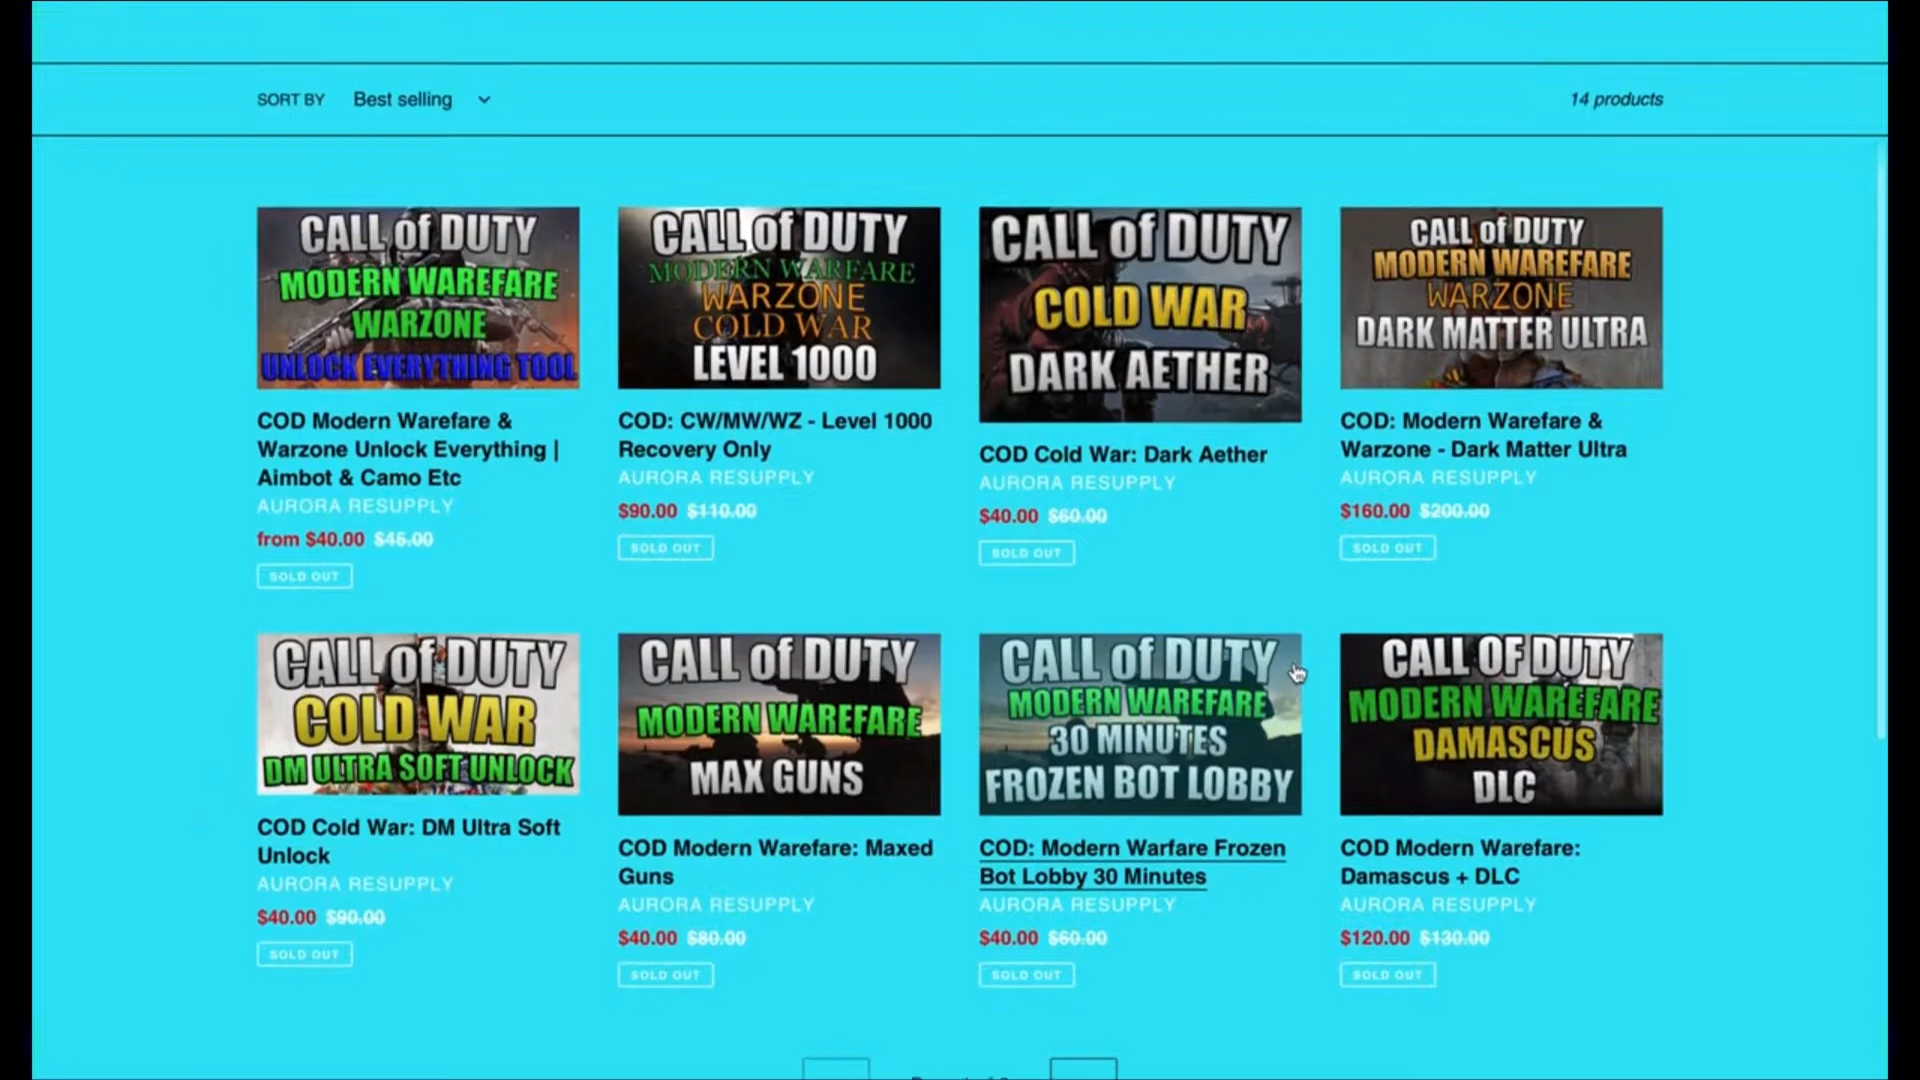 SORT BY Best selling 14 products
CALL of DUTY
MODERN WAREFARE
WARZONE
UNLOCK EVERYTHING TOOL
COD Modern Warefare &
Warzone Unlock Everything |
Aimbot & Camo Etc
AURORA RESUPPLY
from $40.00 $45.00
SOLD OUT
CALL of DUTY
MODERN WARFARE
WARZONE
COLD WAR
LEVEL 1000
COD: CW/MW/WZ - Level 1000
Recovery Only
AURORA RESUPPLY
$90.00 $110.00
SOLD OUT
CALL of DUTY
COLD WAR
DARK AETHER
COD Cold War: Dark Aether
AURORA RESUPPLY
$40.00 $60.00
SOLD OUT
CALL of DUTY
MODERN WAREFARE
WARZONE
DARK MATTER ULTRA
COD: Modern Warefare &
Warzone - Dark Matter Ultra
AURORA RESUPPLY
$160.00 $200.00
SOLD OUT
CALL of DUTY
COLD WAR
DM ULTRA SOFT UNLOCK
COD Cold War: DM Ultra Soft
Unlock
AURORA RESUPPLY
$40.00 $90.00
SOLD OUT
CALL of DUTY
MODERN WAREFARE
MAX GUNS
COD Modern Warefare: Maxed
Guns
AURORA RESUPPLY
$40.00 $80.00
SOLD OUT
CALL of DUTY
MODERN WAREFARE
30 MINUTES
FROZEN BOT LOBBY
COD: Modern Warfare Frozen
Bot Lobby 30 Minutes
AURORA RESUPPLY
$40.00 $60.00
SOLD OUT
CALL OF DUTY
MODERN WAREFARE
DAMASCUS
DLC
COD Modern Warefare:
Damascus + DLC
AURORA RESUPPLY
$120.00 $130.00
SOLD OUT